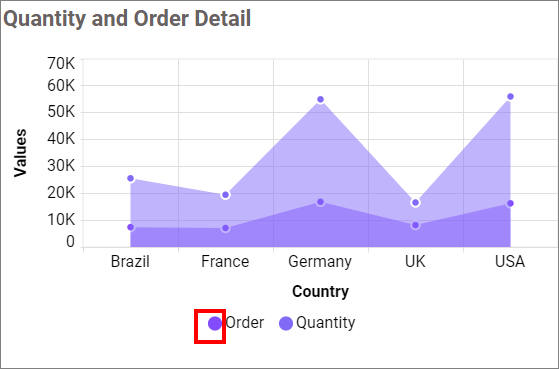 Quantity and Order Detail
70K
60K
50K
40K
30K
20K
10K
0
Values
Brazil France Germany UK USA
Country
Order Quantity